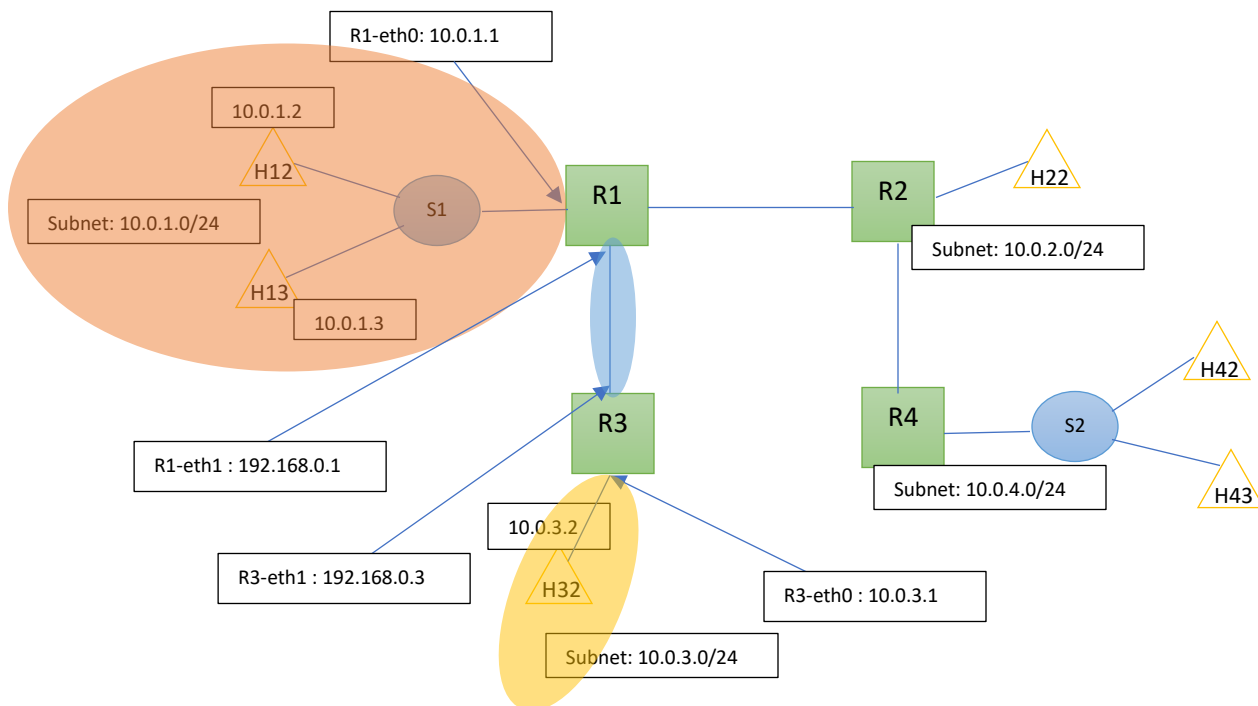 R1-eth0: 10.0.1.1
10.0.1.2
H12
R1
R2
H22
S1
Subnet: 10.0.1.0/24
Subnet: 10.0.2.0/24
H13
10.0.1.3
H42
R3
R4
S2
R1-eth1 : 192.168.0.1
Subnet: 10.0.4.0/24
H43
10.0.3.2
R3-eth1 : 192.168.0.3
H32
R3-eth0 : 10.0.3.1
Subnet: 10.0.3.0/24